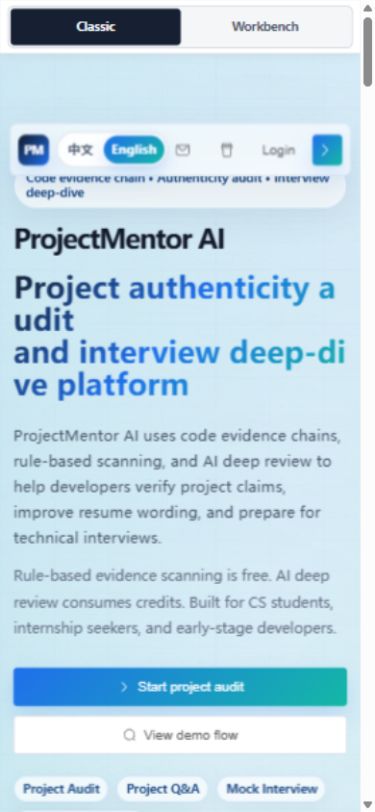 Classic
Workbench
PM
中文
English
Login
Code evidence chain • Authenticity audit • Interview
deep-dive
ProjectMentor AI
Project authenticity a
udit
and interview deep-di
ve platform
ProjectMentor AI uses code evidence chains,
rule-based scanning, and AI deep review to
help developers verify project claims,
improve resume wording, and prepare for
technical interviews.
Rule-based evidence scanning is free. AI deep
review consumes credits. Built for CS students,
internship seekers, and early-stage developers.
Start project audit
View demo flow
Project Audit
Project Q&A
Mock Interview